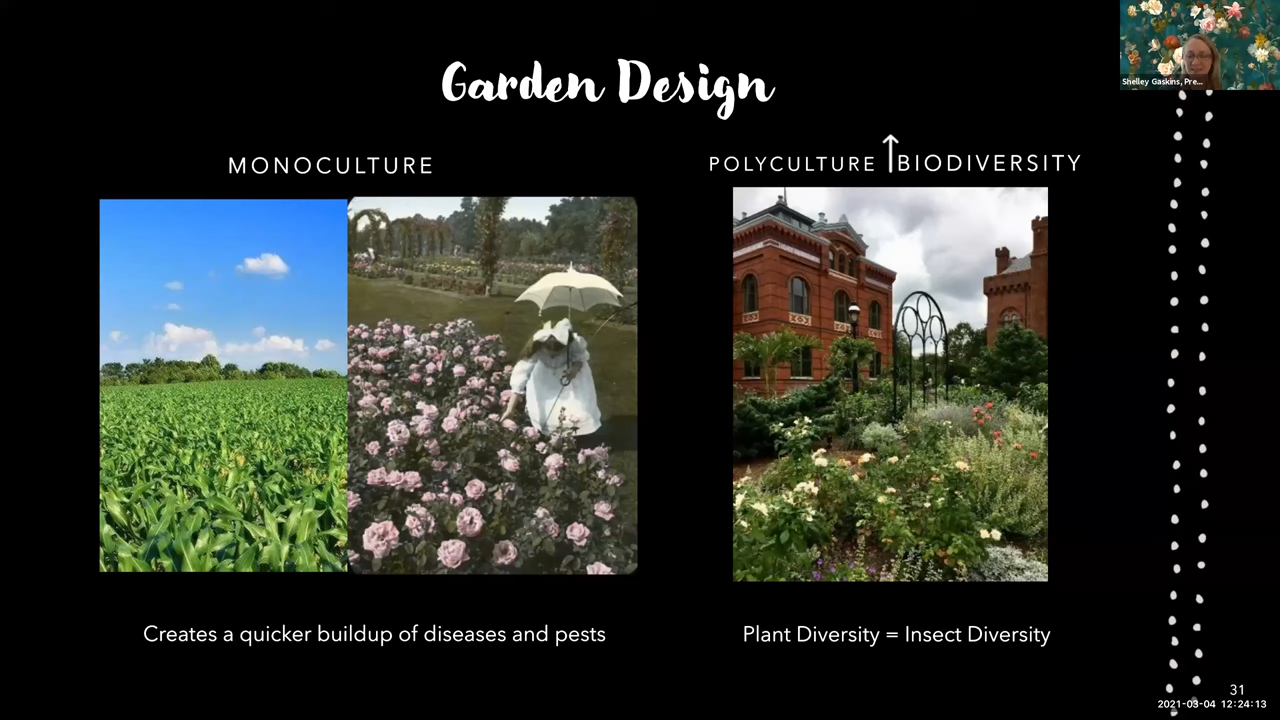 Garden Design
Shelley Gaskins, Pre...
MONOCULTURE
POLYCULTURE ↑BIODIVERSITY
Creates a quicker buildup of diseases and pests
Plant Diversity = Insect Diversity
31
2021-03-04 12:24:13